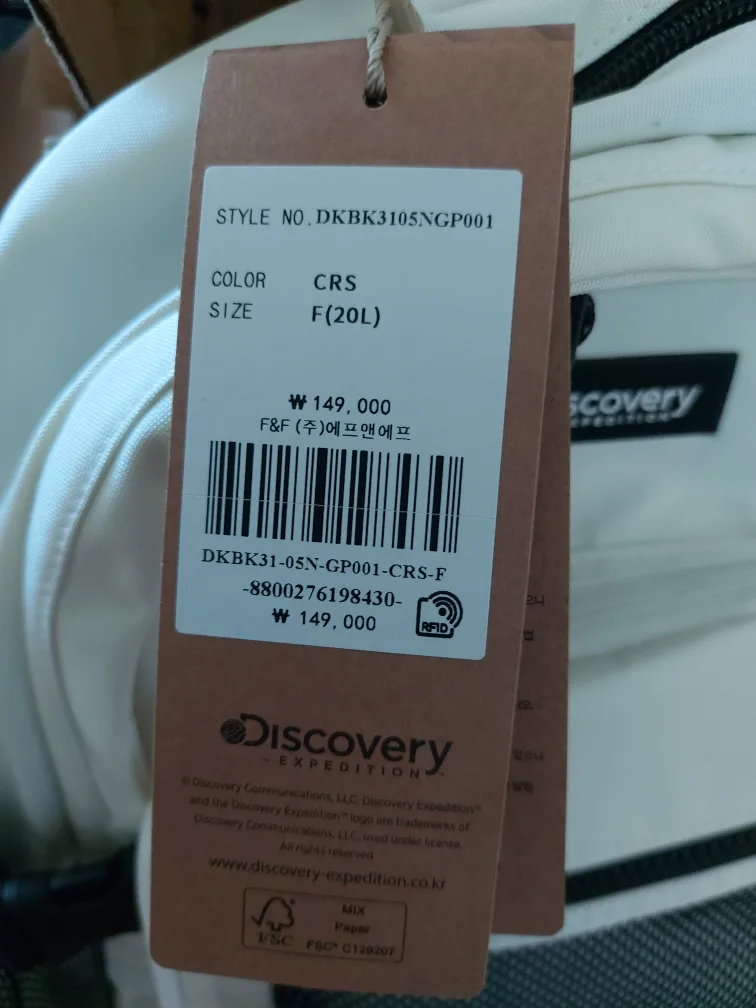 STYLE NO. DKBK3105NGP001
COLOR CRS
SIZE F(20L)
₩ 149,000
F&F (주)에프앤에프
DKBK31-05N-GP001-CRS-F
-8800276198430-
₩ 149,000
RFID
Discovery
- EXPEDITION -
© Discovery Communications, LLC. Discovery Expedition™
and the Discovery Expedition™ logo are trademarks of
Discovery Communications, LLC, used under license.
All rights reserved.
www.discovery-expedition.co.kr
FSC
MIX
Paper
FSC® C128207
scovery
EXPEDITION